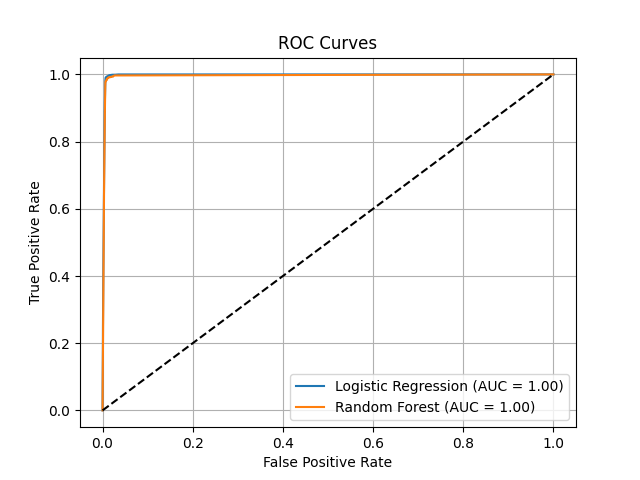 ROC Curves
True Positive Rate
1.0
0.8
0.6
0.4
0.2
0.0
Logistic Regression (AUC = 1.00)
Random Forest (AUC = 1.00)
0.0 0.2 0.4 0.6 0.8 1.0
False Positive Rate